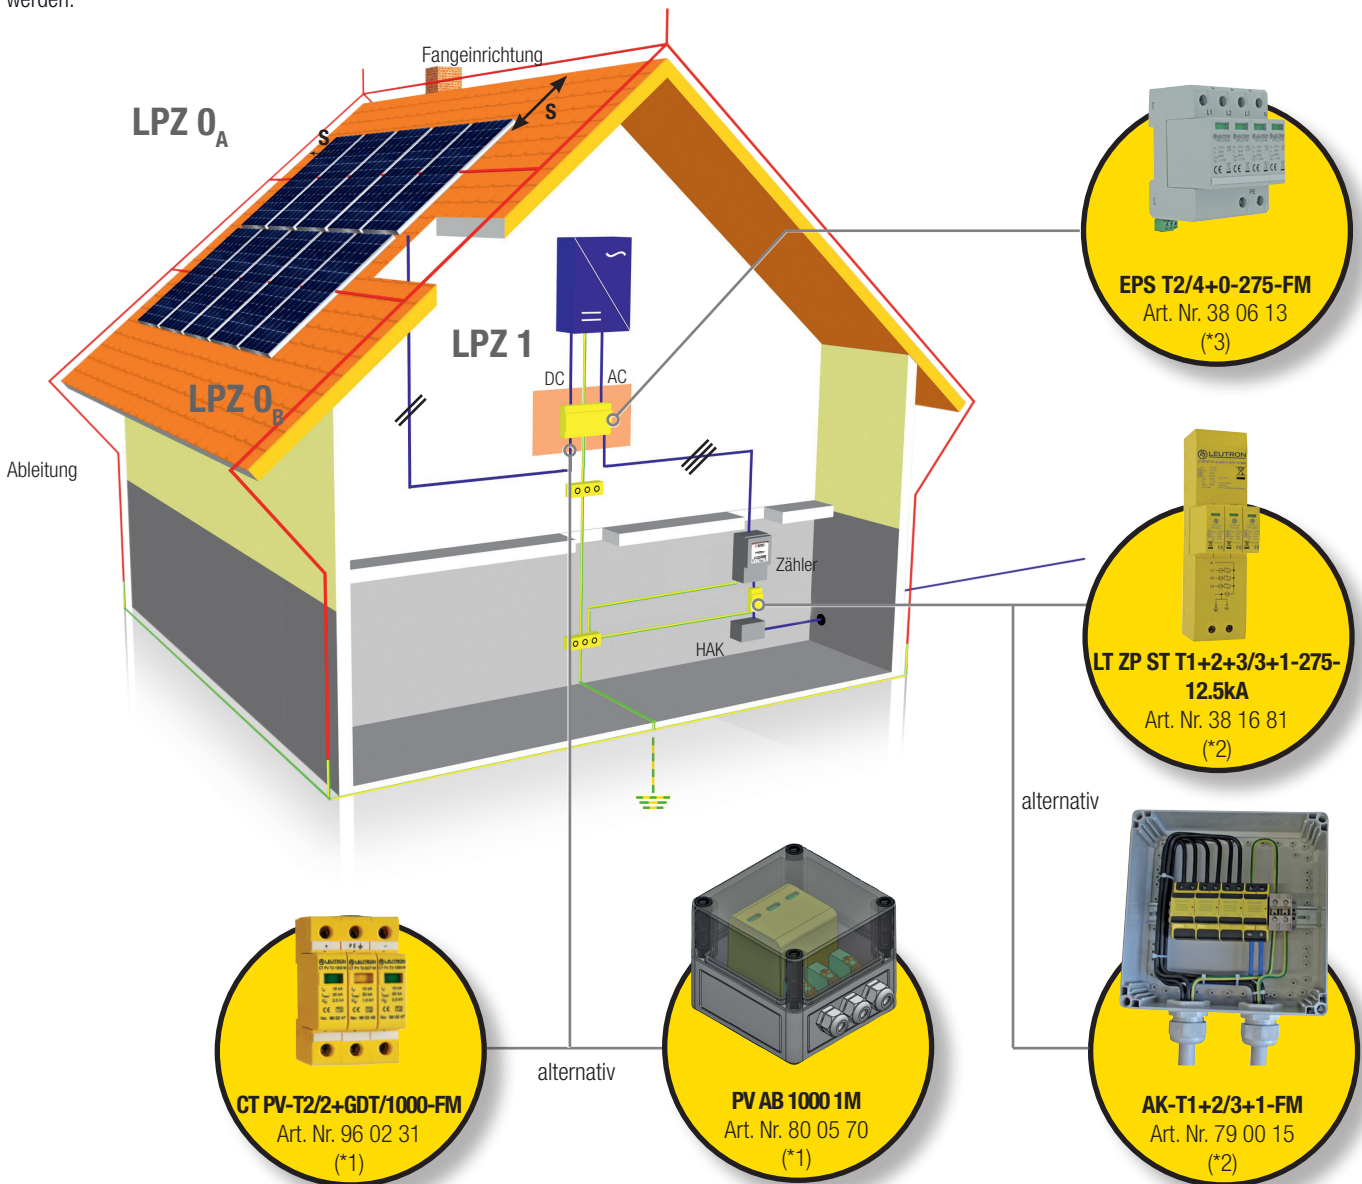 werden.
Fangeinrichtung
LPZ 0A
S
S
LPZ 1
DC
AC
LPZ 0B
Ableitung
Zähler
HAK
EPS T2/4+0-275-FM
Art. Nr. 38 06 13
(*3)
LEUTRON
LT ZP ST T1+2+3/3+1-275-
12.5kA
Art. Nr. 38 16 81
(*2)
alternativ
AK-T1+2/3+1-FM
Art. Nr. 79 00 15
(*2)
CT PV-T2/2+GDT/1000-FM
Art. Nr. 96 02 31
(*1)
alternativ
PV AB 1000 1M
Art. Nr. 80 05 70
(*1)